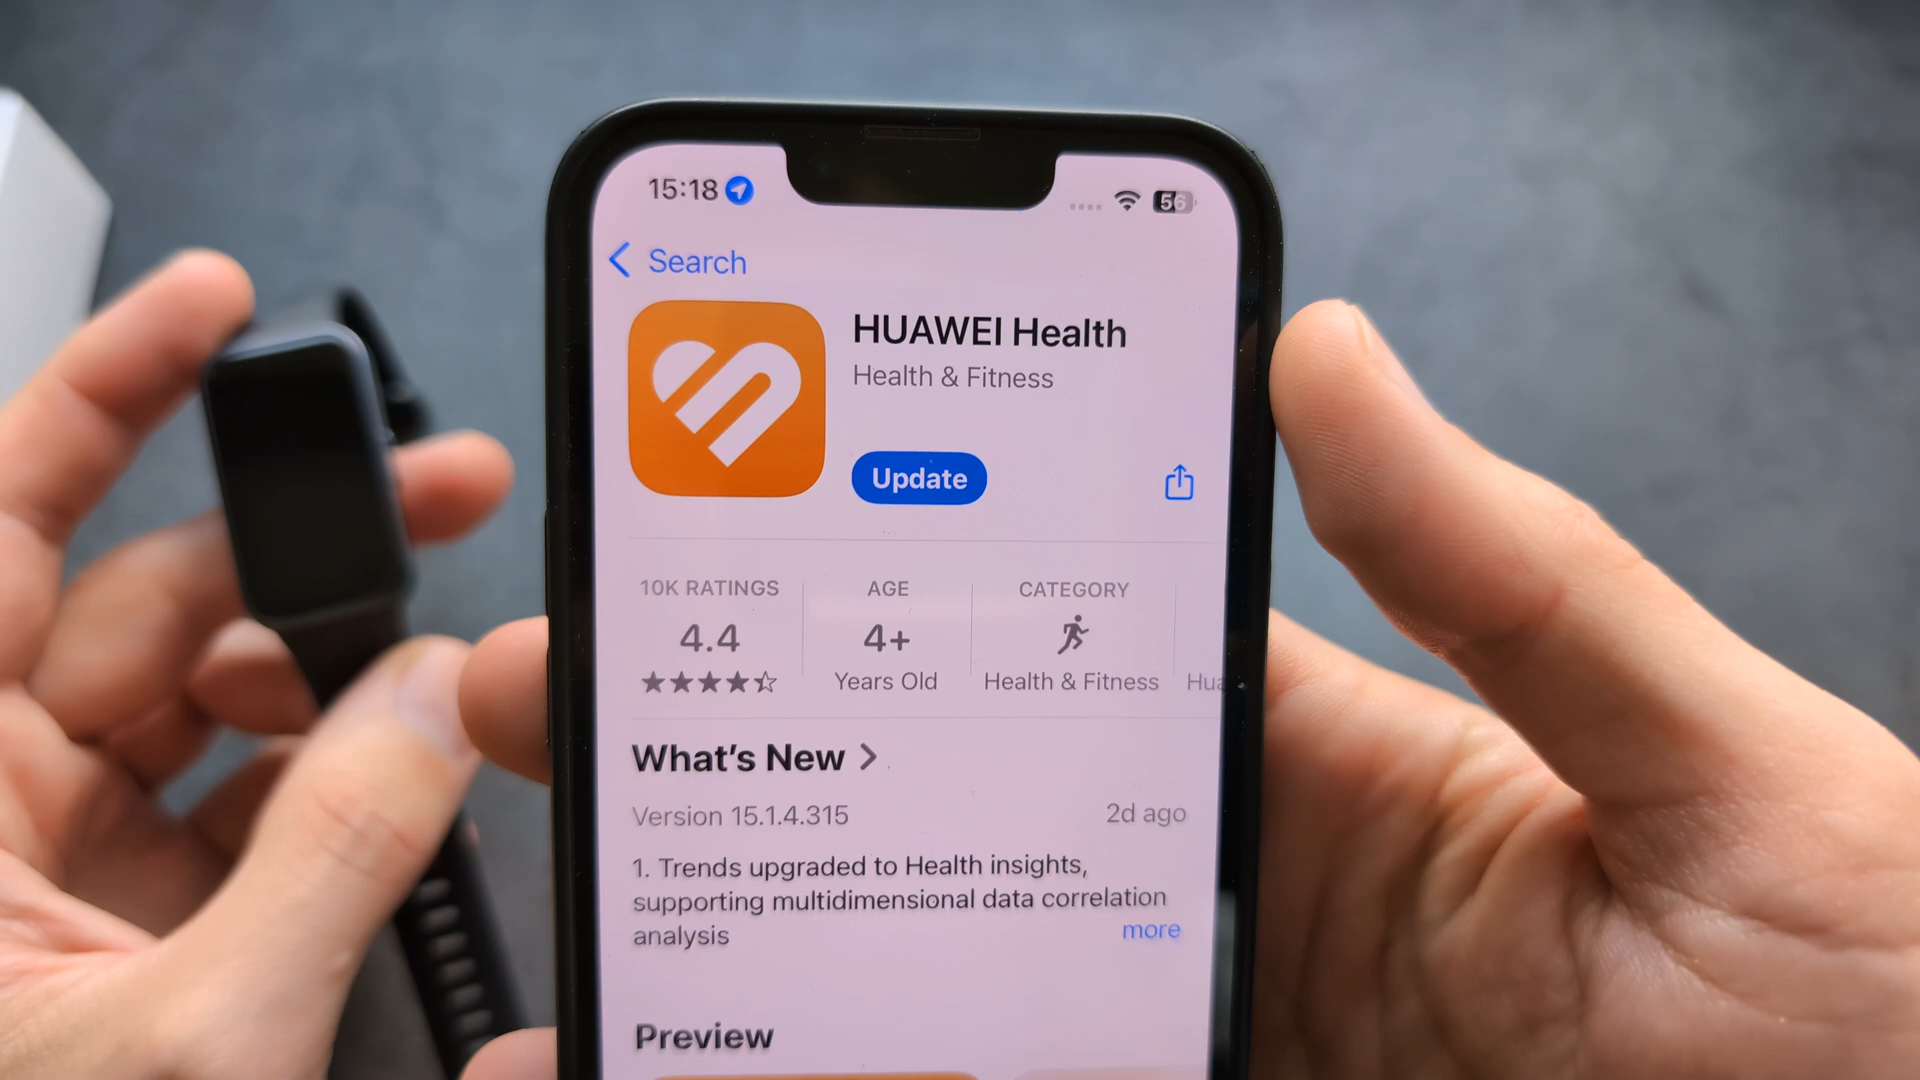 15:18
56
Search
HUAWEI Health
Health & Fitness
Update
10K RATINGS
4.4
AGE
4+
Years Old
CATEGORY
Health & Fitness
Hua
What's New
Version 15.1.4.315
2d ago
1. Trends upgraded to Health insights,
supporting multidimensional data correlation
analysis
more
Preview